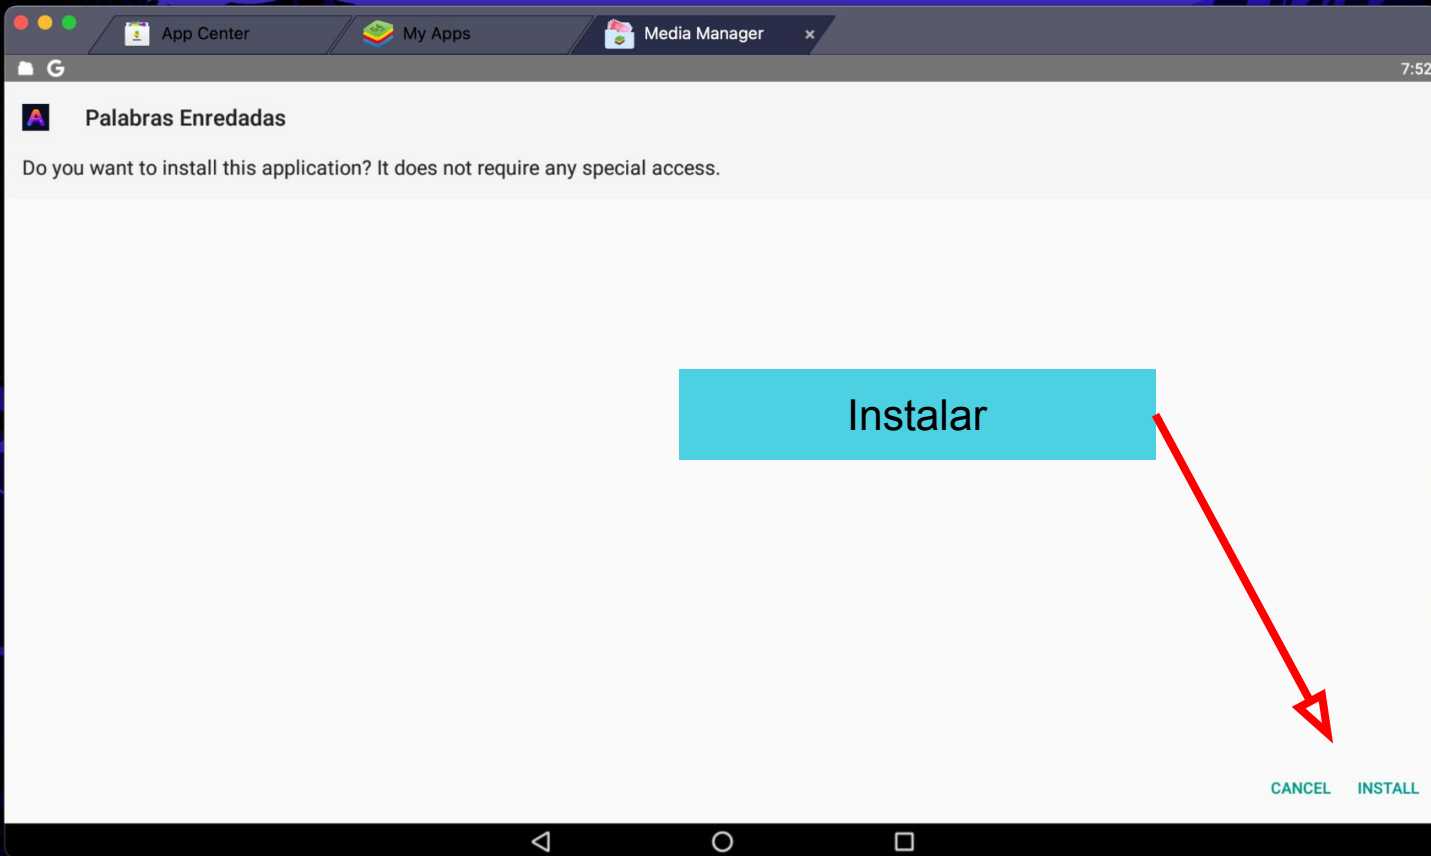 App Center
My Apps
Media Manager
G
7:52
A
Palabras Enredadas
Do you want to install this application? It does not require any special access.
Instalar
CANCEL INSTALL